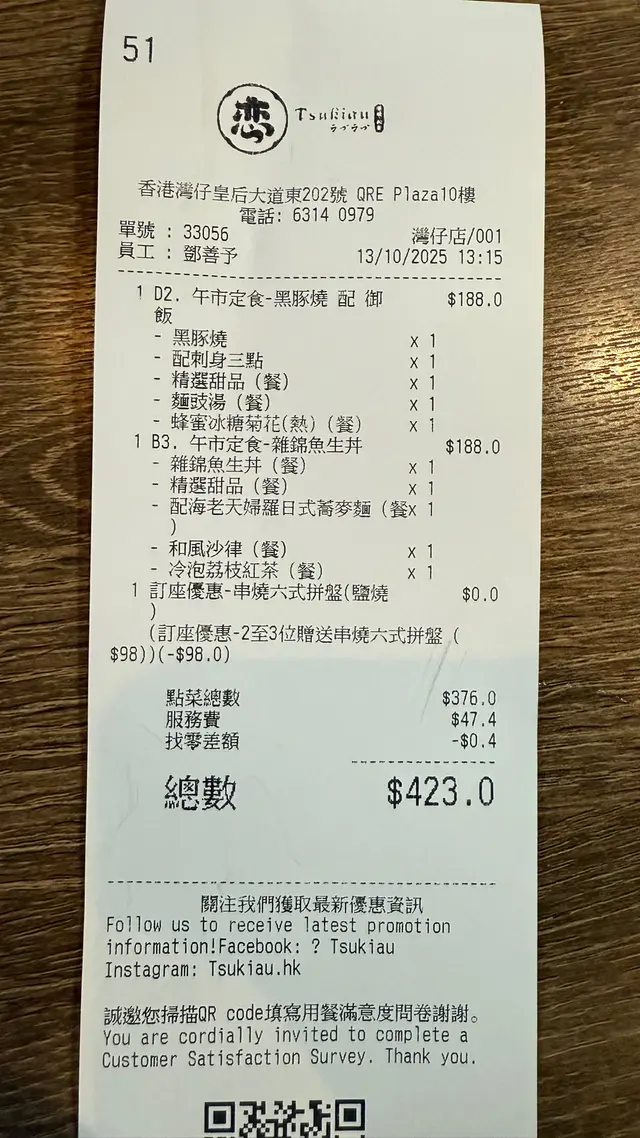 51
戀 Tsukiau
ラブラブ
香港灣仔皇后大道東202號 QRE Plaza10樓
電話: 6314 0979
單號 : 33056 灣仔店/001
員工 : 鄧善予 13/10/2025 13:15
1 D2. 午市定食-黑豚燒 配 御 $188.0
飯
- 黑豚燒 x 1
- 配刺身三點 x 1
- 精選甜品 (餐) x 1
- 麵豉湯 (餐) x 1
- 蜂蜜冰糖菊花(熱) (餐) x 1
1 B3. 午市定食-雜錦魚生丼 $188.0
- 雜錦魚生丼 (餐) x 1
- 精選甜品 (餐) x 1
- 配海老天婦羅日式蕎麥麵 (餐x 1
)
- 和風沙律 (餐) x 1
- 冷泡荔枝紅茶 (餐) x 1
1 訂座優惠-串燒六式拼盤(鹽燒 $0.0
)
(訂座優惠-2至3位贈送串燒六式拼盤 (
$98))(-$98.0)
點菜總數 $376.0
服務費 $47.4
找零差額 -$0.4
總數 $423.0
關注我們獲取最新優惠資訊
Follow us to receive latest promotion
information!Facebook: ? Tsukiau
Instagram: Tsukiau.hk
誠邀您掃描QR code填寫用餐滿意度問卷謝謝。
You are cordially invited to complete a
Customer Satisfaction Survey. Thank you.